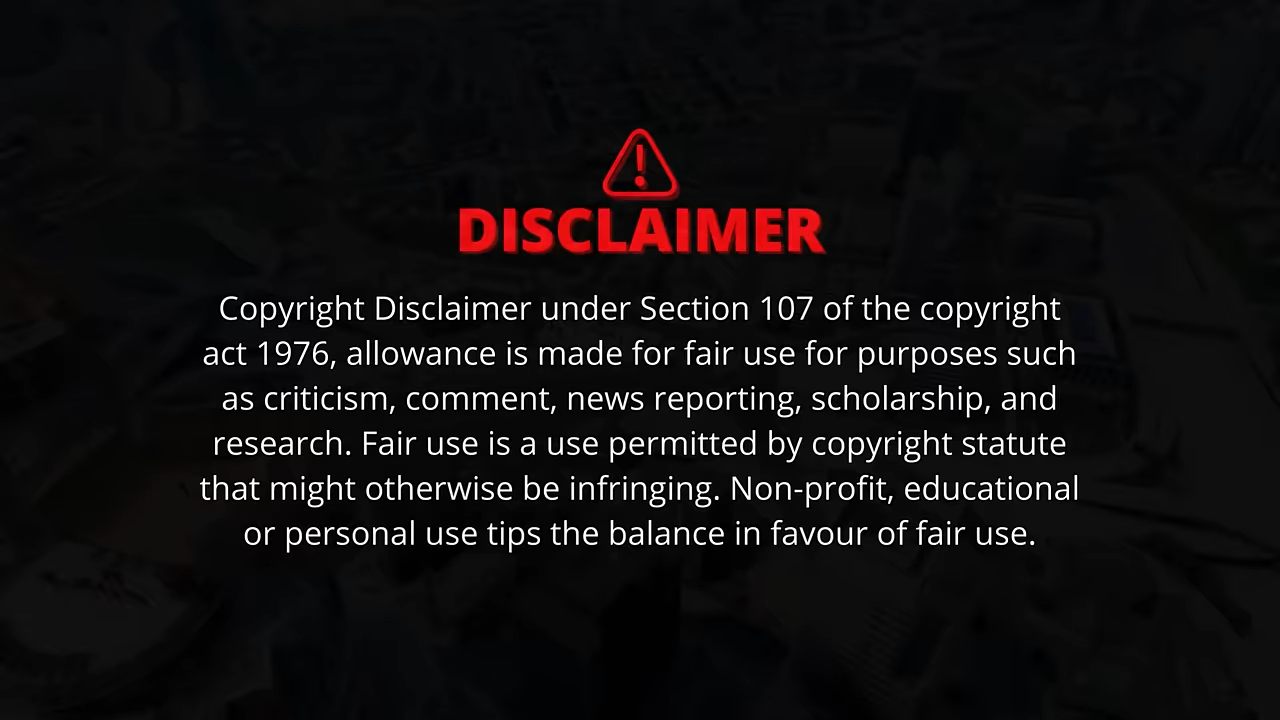 DISCLAIMER
Copyright Disclaimer under Section 107 of the copyright
act 1976, allowance is made for fair use for purposes such
as criticism, comment, news reporting, scholarship, and
research. Fair use is a use permitted by copyright statute
that might otherwise be infringing. Non-profit, educational
or personal use tips the balance in favour of fair use.